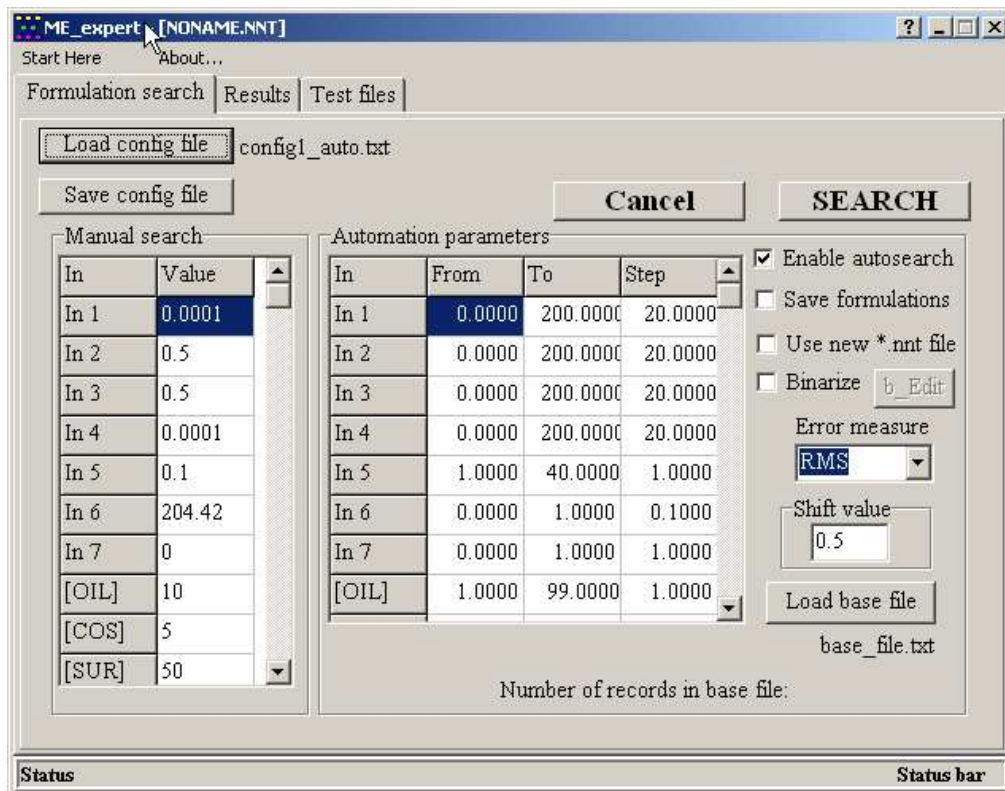 ME_expert - [NONAME.NNT]
Start Here About...
Formulation search Results Test files
Load config file config1_auto.txt
Save config file Cancel SEARCH
Manual search
In Value
In 1 0.0001
In 2 0.5
In 3 0.5
In 4 0.0001
In 5 0.1
In 6 204.42
In 7 0
[OIL] 10
[COS] 5
[SUR] 50
Automation parameters
In From To Step
In 1 0.0000 200.0000 20.0000
In 2 0.0000 200.0000 20.0000
In 3 0.0000 200.0000 20.0000
In 4 0.0000 200.0000 20.0000
In 5 1.0000 40.0000 1.0000
In 6 0.0000 1.0000 0.1000
In 7 0.0000 1.0000 1.0000
[OIL] 1.0000 99.0000 1.0000
Enable autosearch
Save formulations
Use new *.nnt file
Binarize b_Edit
Error measure
RMS
Shift value
0.5
Load base file
base_file.txt
Number of records in base file:
Status Status bar